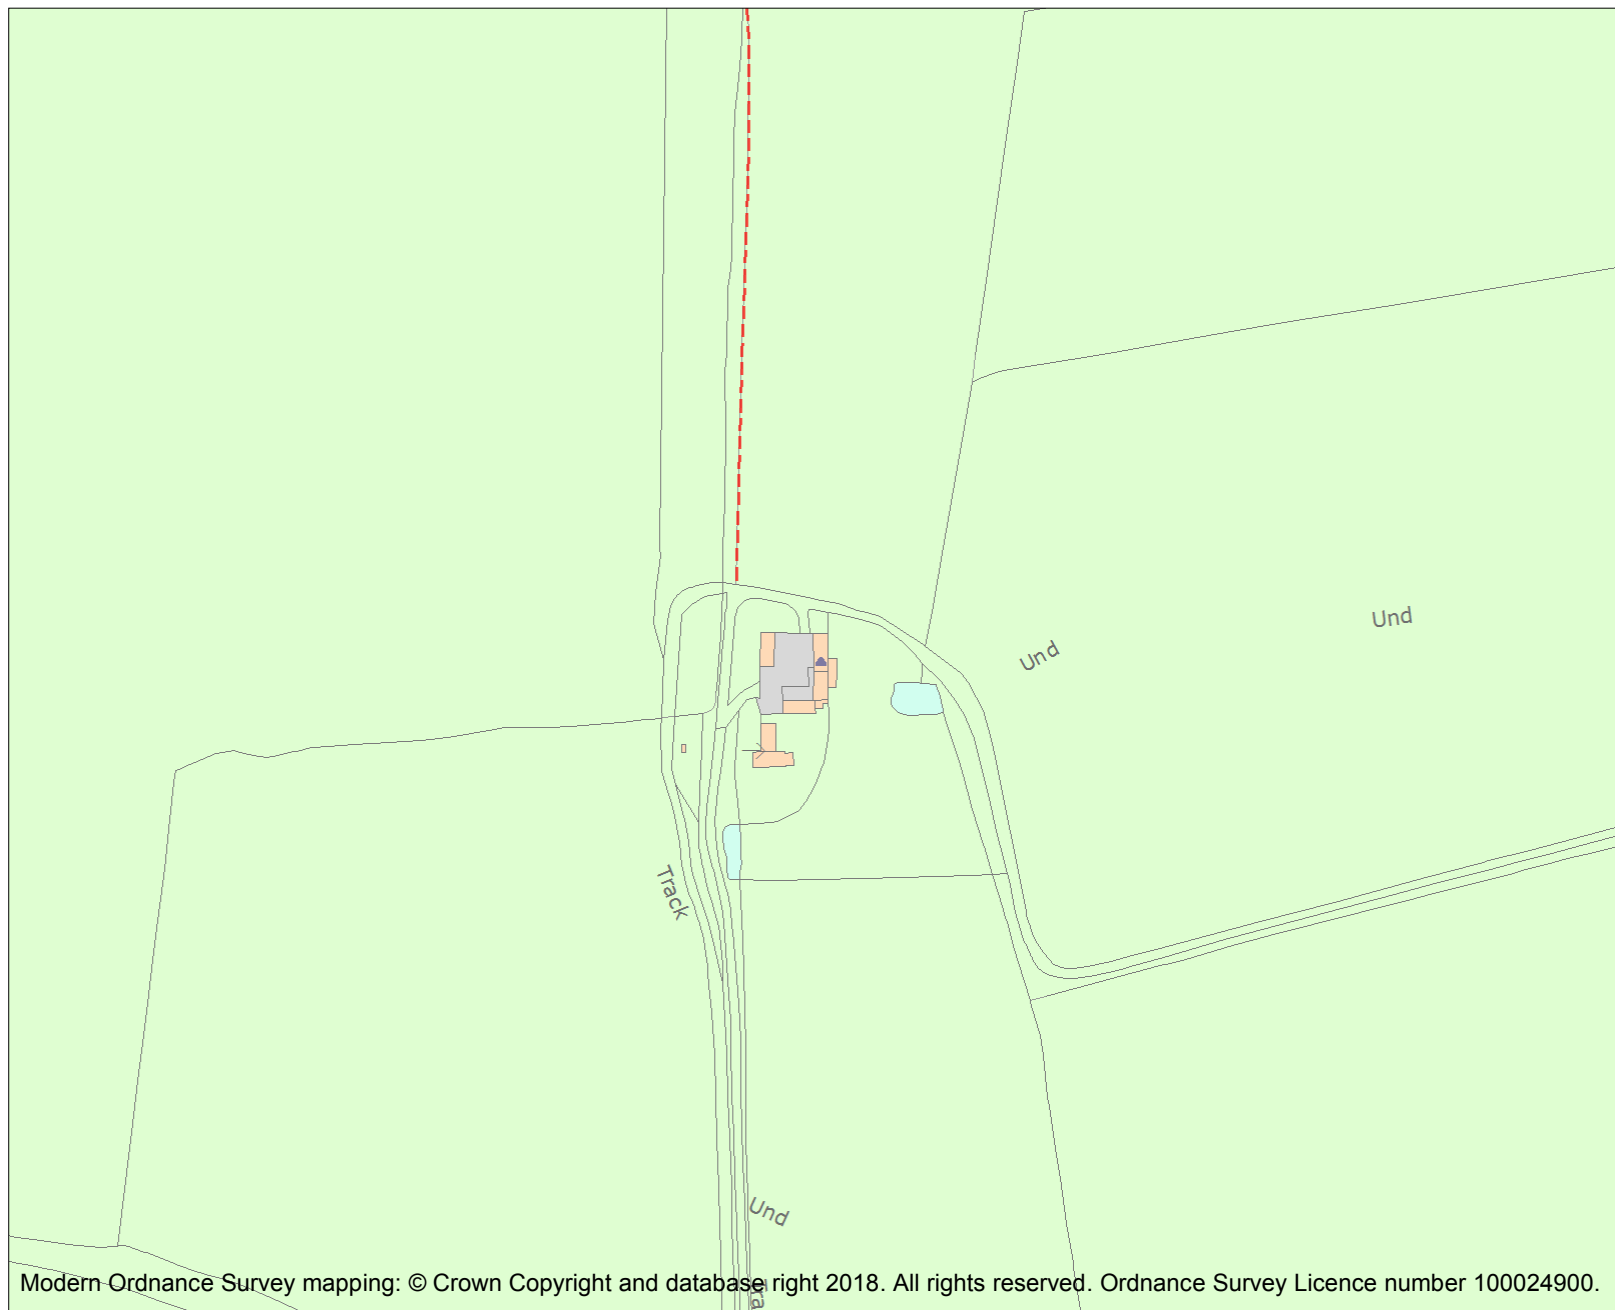 Und
Und
Track
Und
Modern Ordnance Survey mapping: © Crown Copyright and database right 2018. All rights reserved. Ordnance Survey Licence number 100024900.